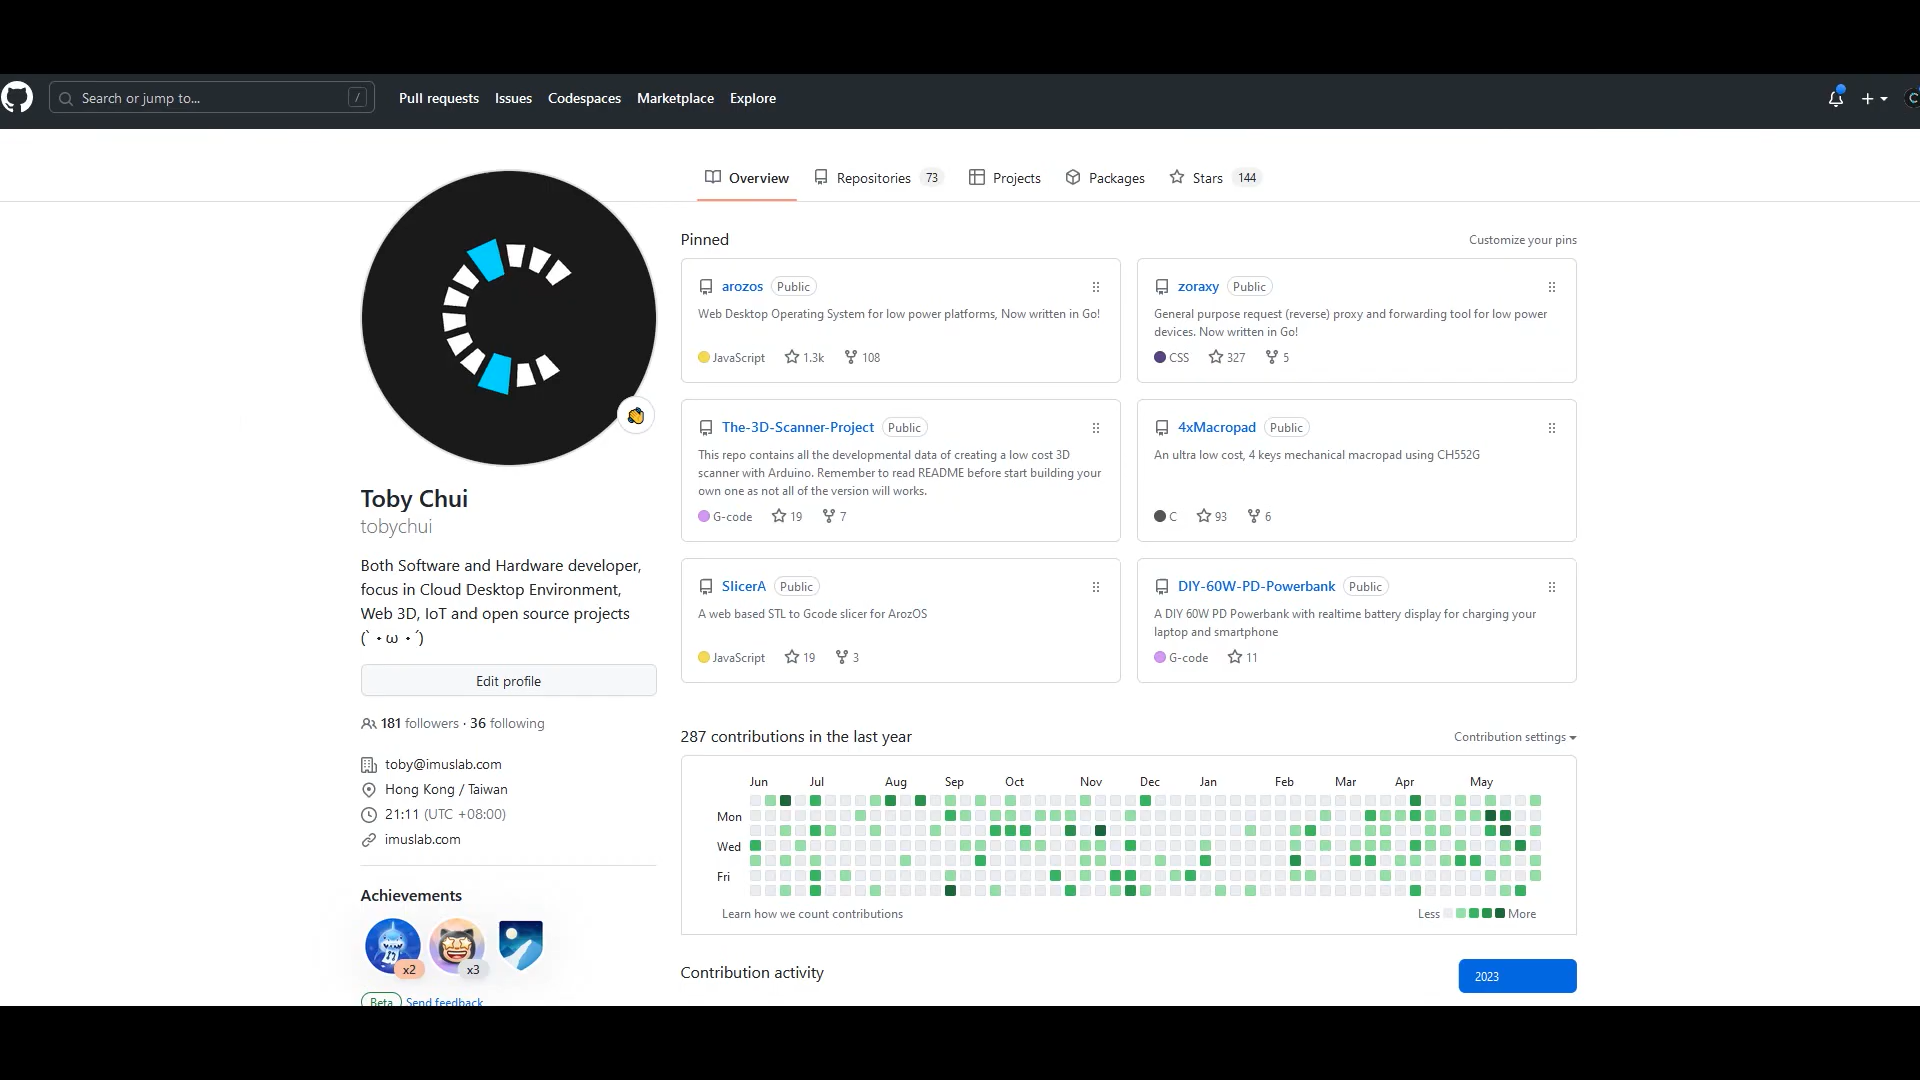 Search or jump to... /
Pull requests Issues Codespaces Marketplace Explore
Overview Repositories 73 Projects Packages Stars 144
Toby Chui
tobychui
Both Software and Hardware developer,
focus in Cloud Desktop Environment,
Web 3D, IoT and open source projects
(`・ω・´)
Edit profile
181 followers · 36 following
toby@imuslab.com
Hong Kong / Taiwan
21:11 (UTC +08:00)
imuslab.com
Achievements
x2 x3
Beta Send feedback
Pinned
Customize your pins
arozos Public
Web Desktop Operating System for low power platforms, Now written in Go!
JavaScript 1.3k 108
zoraxy Public
General purpose request (reverse) proxy and forwarding tool for low power
devices. Now written in Go!
CSS 327 5
The-3D-Scanner-Project Public
This repo contains all the developmental data of creating a low cost 3D
scanner with Arduino. Remember to read README before start building your
own one as not all of the version will works.
G-code 19 7
4xMacropad Public
An ultra low cost, 4 keys mechanical macropad using CH552G
C 93 6
SlicerA Public
A web based STL to Gcode slicer for ArozOS
JavaScript 19 3
DIY-60W-PD-Powerbank Public
A DIY 60W PD Powerbank with realtime battery display for charging your
laptop and smartphone
G-code 11
287 contributions in the last year
Contribution settings
Jun Jul Aug Sep Oct Nov Dec Jan Feb Mar Apr May
Mon
Wed
Fri
Learn how we count contributions
Less More
Contribution activity
2023